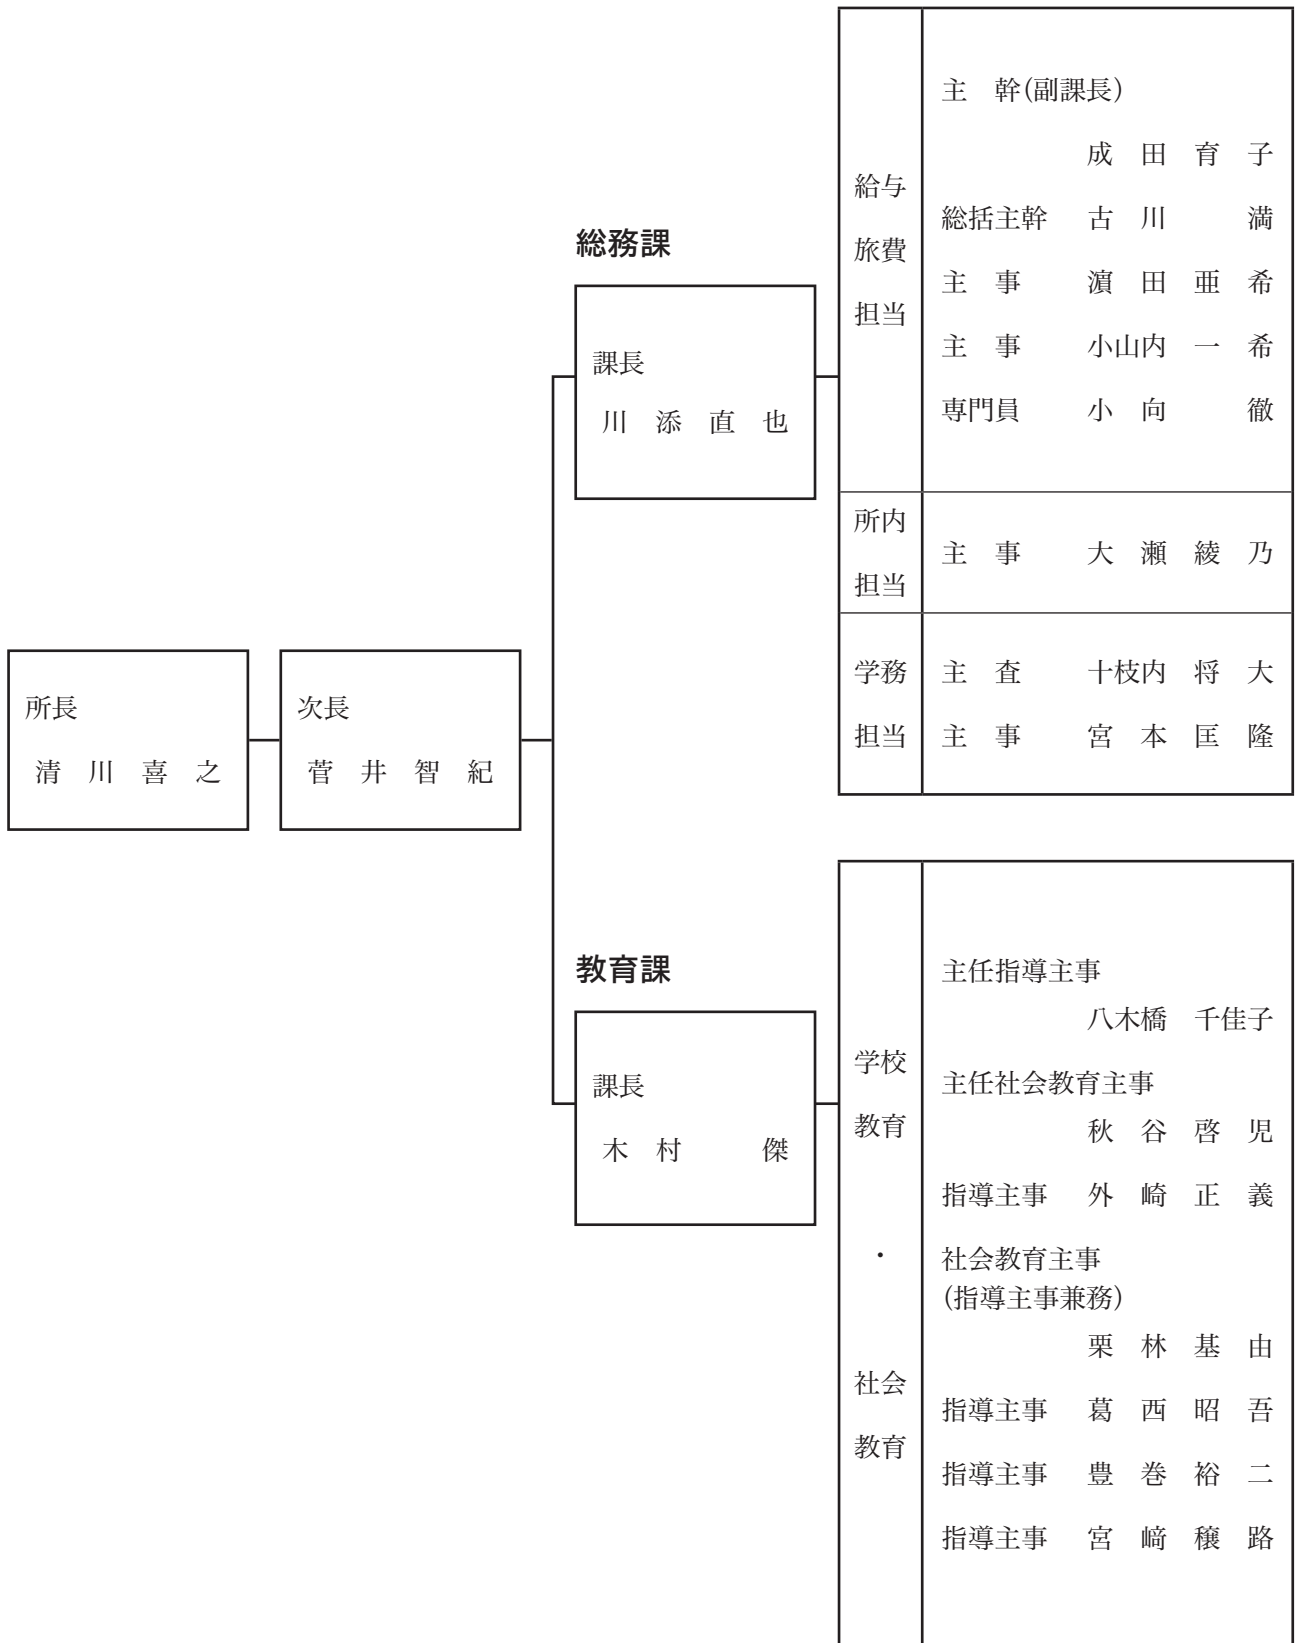 所長
清川喜之
次長
菅井智紀
総務課
課長
川添直也
給与
旅費
担当
主　幹(副課長)
成田育子
総括主幹　古川　満
主　事　濵田亜希
主　事　小山内一希
専門員　小向　徹
所内
担当
主　事　大瀬綾乃
学務
担当
主　査　十枝内将大
主　事　宮本匡隆
教育課
課長
木村　傑
学校
教育
・
社会
教育
主任指導主事
八木橋　千佳子
主任社会教育主事
秋谷啓児
指導主事　外崎正義
社会教育主事
(指導主事兼務)
栗林基由
指導主事　葛西昭吾
指導主事　豊巻裕二
指導主事　宮﨑穣路